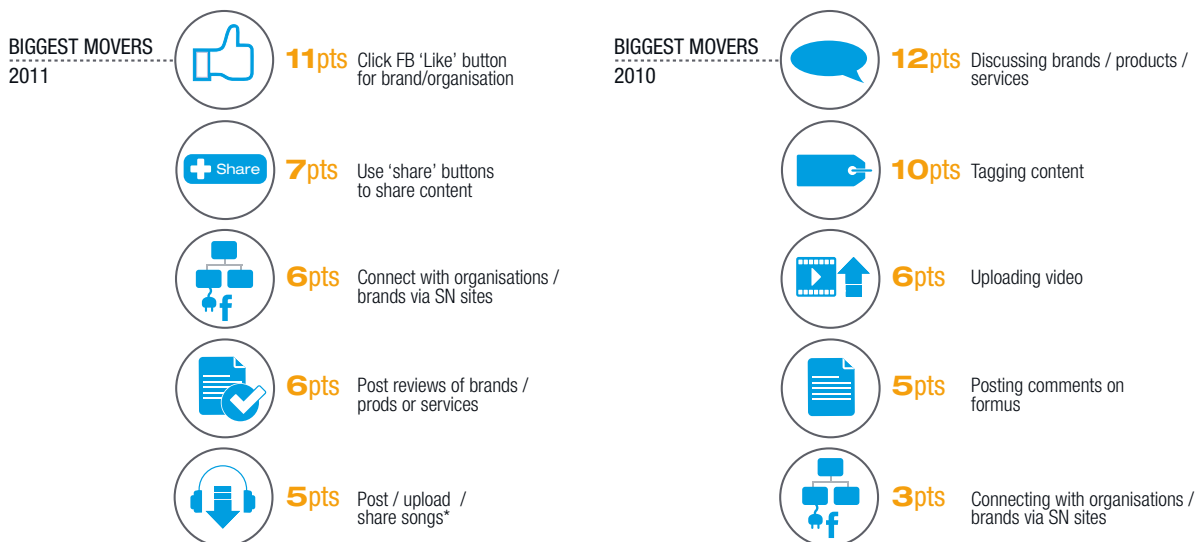 BIGGEST MOVERS
2011
11pts
Click FB 'Like' button
for brand/organisation
Share
7pts
Use 'share' buttons
to share content
6pts
Connect with organisations /
brands via SN sites
f
6pts
Post reviews of brands /
prods or services
5pts
Post / upload /
share songs*
BIGGEST MOVERS
2010
12pts
Discussing brands / products /
services
10pts
Tagging content
6pts
Uploading video
5pts
Posting comments on
formus
3pts
Connecting with organisations /
brands via SN sites
f